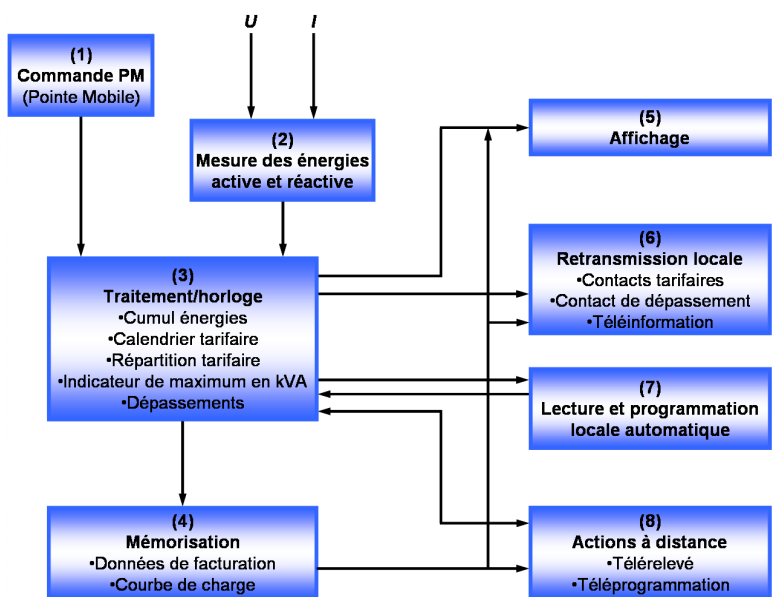 U
I
(1)
Commande PM
(Pointe Mobile)
(2)
Mesure des énergies
active et réactive
(3)
Traitement/horloge
•Cumul énergies
•Calendrier tarifaire
•Répartition tarifaire
•Indicateur de maximum en kVA
•Dépassements
(4)
Mémorisation
•Données de facturation
•Courbe de charge
(5)
Affichage
(6)
Retransmission locale
•Contacts tarifaires
•Contact de dépassement
•Téléinformation
(7)
Lecture et programmation
locale automatique
(8)
Actions à distance
•Télérelevé
•Téléprogrammation